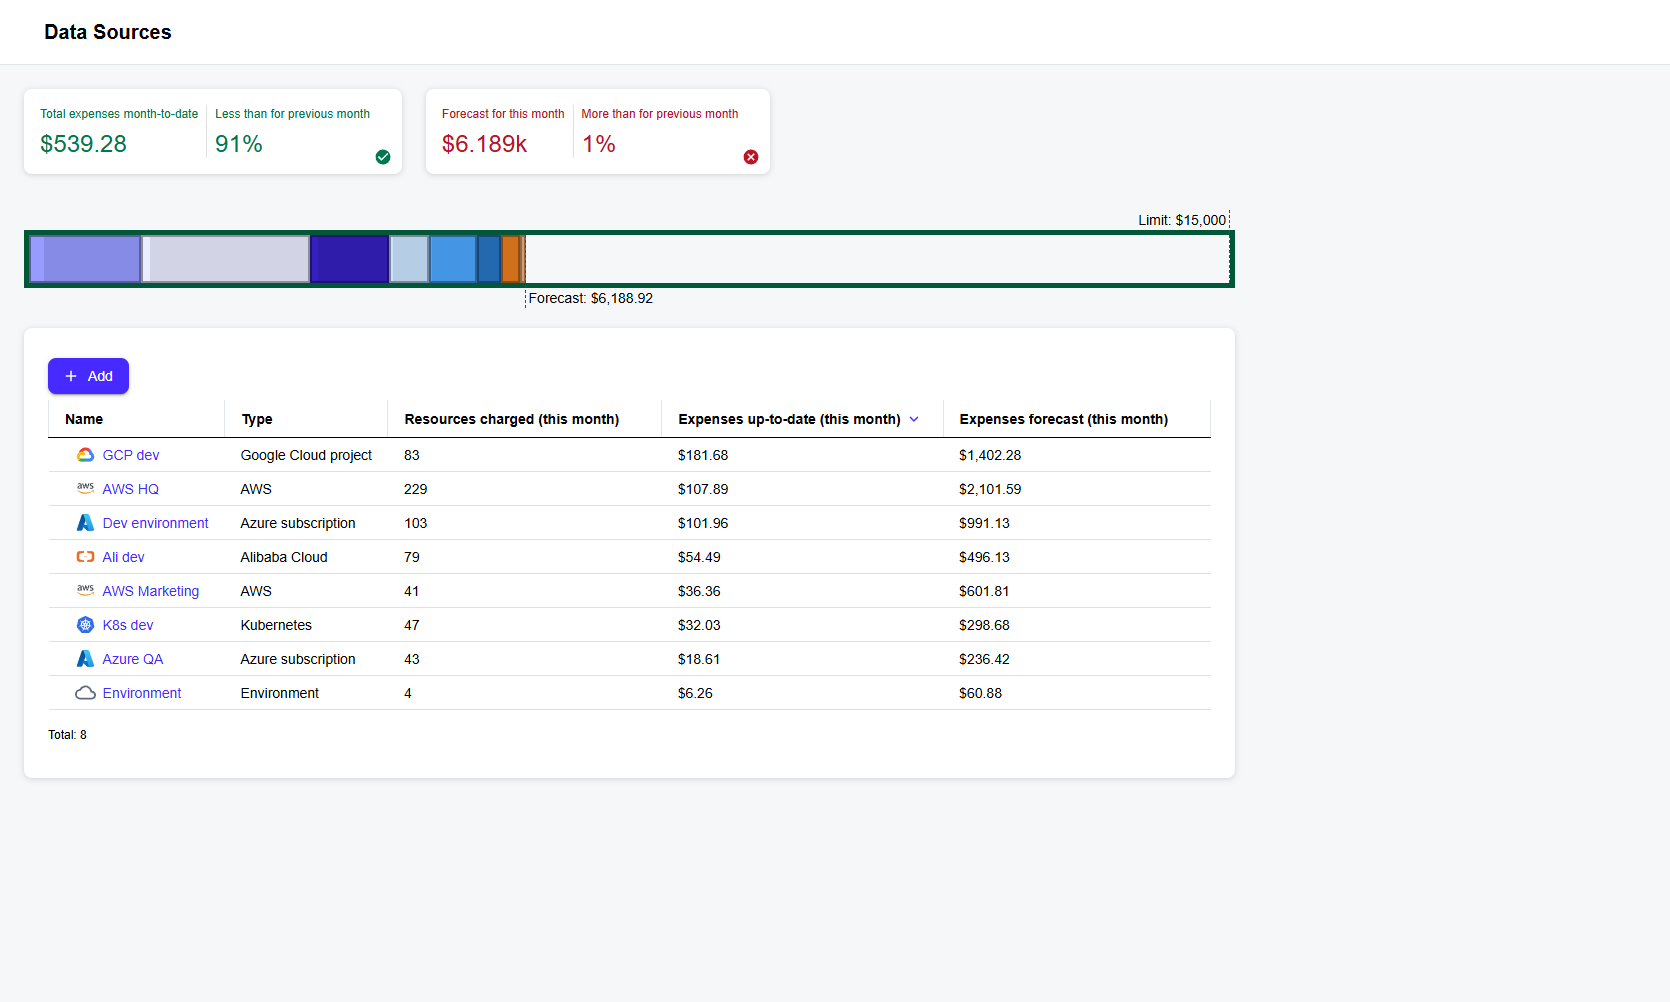 Data Sources
Total expenses month-to-date
$539.28
Less than for previous month
91%
Forecast for this month
$6.189k
More than for previous month
1%
Limit: $15,000
Forecast: $6,188.92
Add
Name Type Resources charged (this month) Expenses up-to-date (this month) Expenses forecast (this month)
GCP dev Google Cloud project 83 $181.68 $1,402.28
aws AWS HQ AWS 229 $107.89 $2,101.59
Dev environment Azure subscription 103 $101.96 $991.13
Ali dev Alibaba Cloud 79 $54.49 $496.13
aws AWS Marketing AWS 41 $36.36 $601.81
K8s dev Kubernetes 47 $32.03 $298.68
Azure QA Azure subscription 43 $18.61 $236.42
Environment Environment 4 $6.26 $60.88
Total: 8